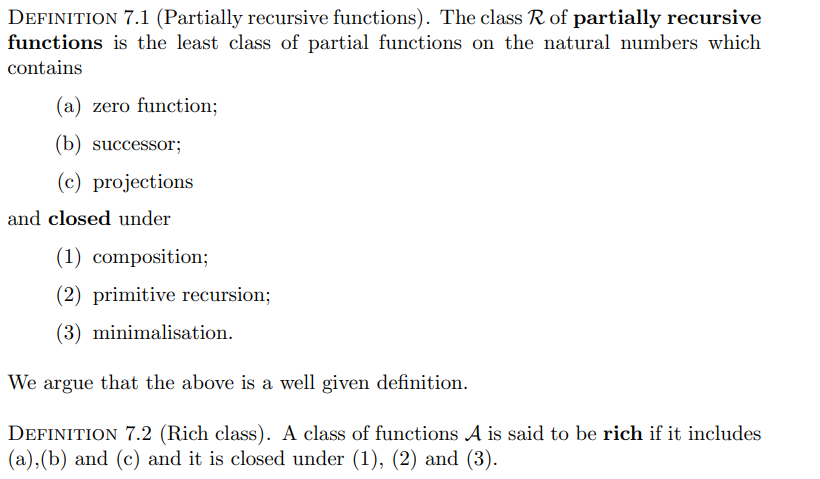 DEFINITION 7.1 (Partially recursive functions). The class ℛ of partially recursive
functions is the least class of partial functions on the natural numbers which
contains
(a) zero function;
(b) successor;
(c) projections
and closed under
(1) composition;
(2) primitive recursion;
(3) minimalisation.
We argue that the above is a well given definition.
DEFINITION 7.2 (Rich class). A class of functions 𝒜 is said to be rich if it includes
(a),(b) and (c) and it is closed under (1), (2) and (3).